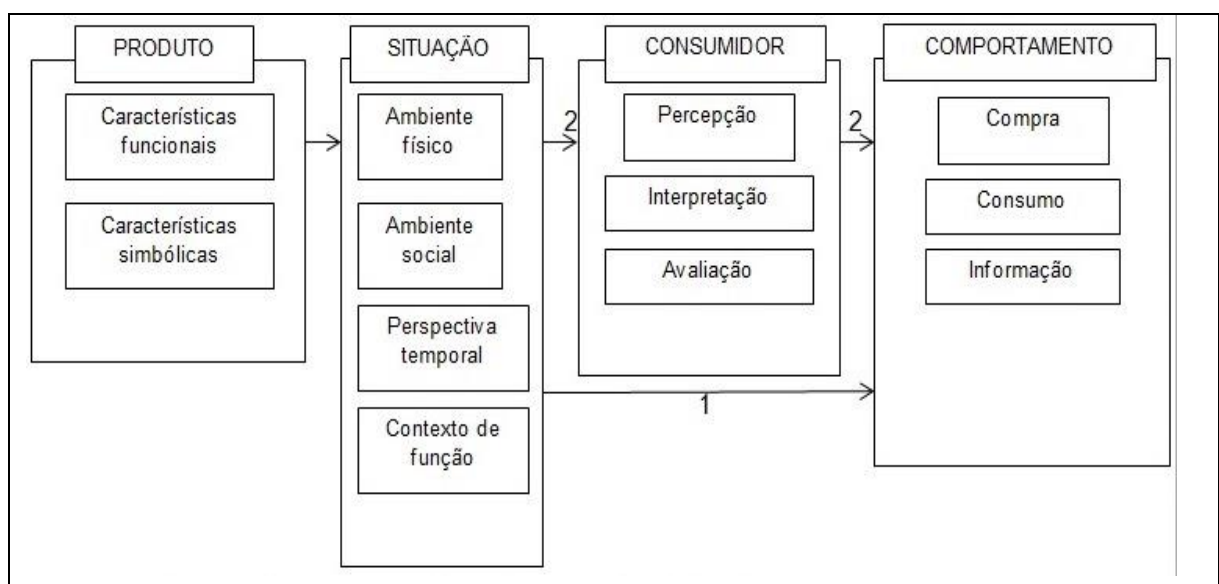 PRODUTO
Características
funcionais
Características
simbólicas
SITUAÇÃO
Ambiente
físico
Ambiente
social
Perspectiva
temporal
Contexto de
função
2
CONSUMIDOR
Percepção
Interpretação
Avaliação
2
1
COMPORTAMENTO
Compra
Consumo
Informação